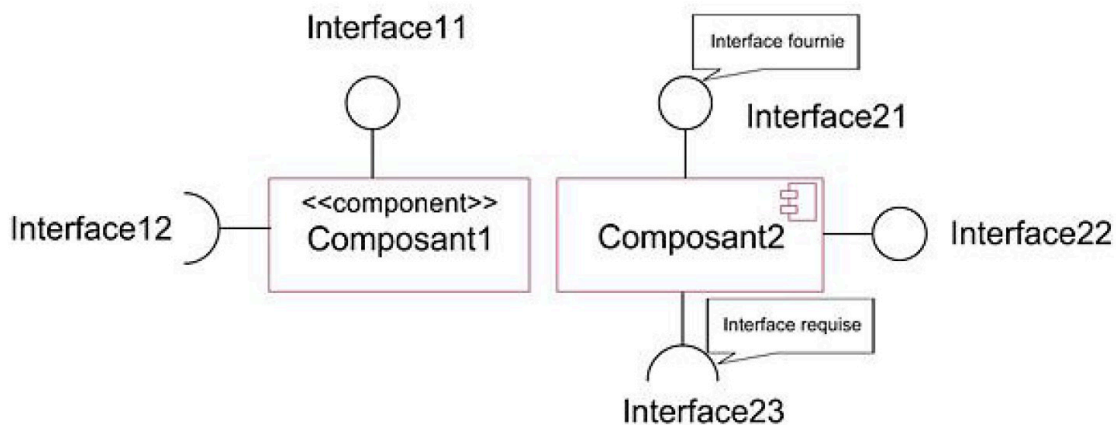 Interface11
Interface fournie
Interface21
Interface12
<<component>>
Composant1
Composant2
Interface22
Interface requise
Interface23